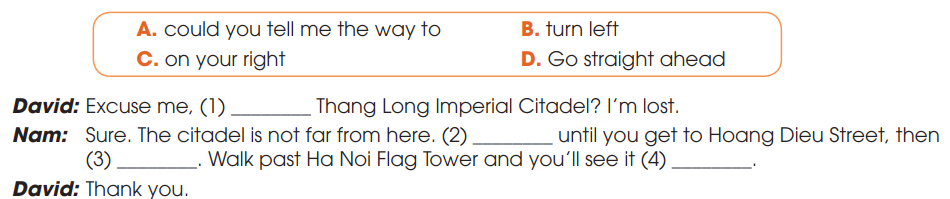 A. could you tell me the way to B. turn left
C. on your right D. Go straight ahead
David: Excuse me, (1) ________ Thang Long Imperial Citadel? I'm lost.
Nam: Sure. The citadel is not far from here. (2) ________ until you get to Hoang Dieu Street, then
(3) ________. Walk past Ha Noi Flag Tower and you'll see it (4) ________.
David: Thank you.